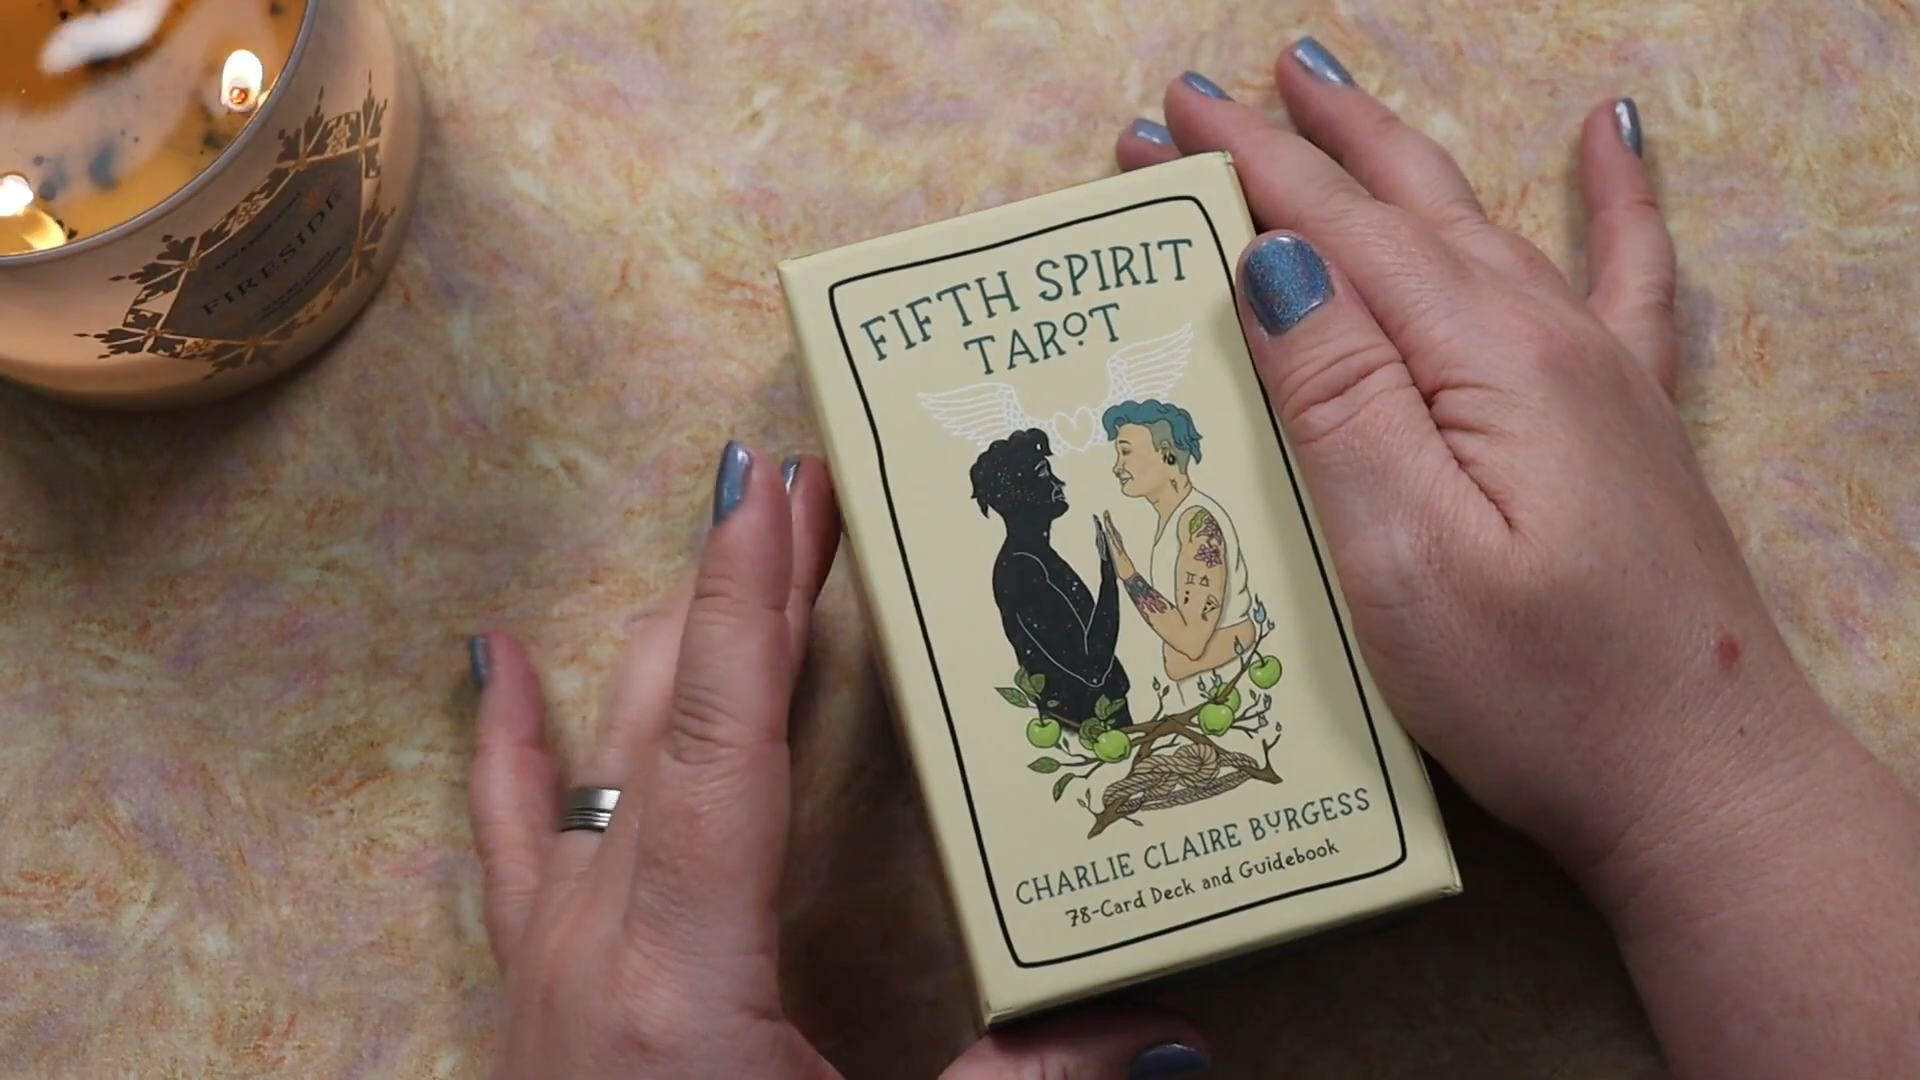 FIRESIDE
FIFTH SPIRIT
TAROT
CHARLIE CLAIRE BURGESS
78-Card Deck and Guidebook